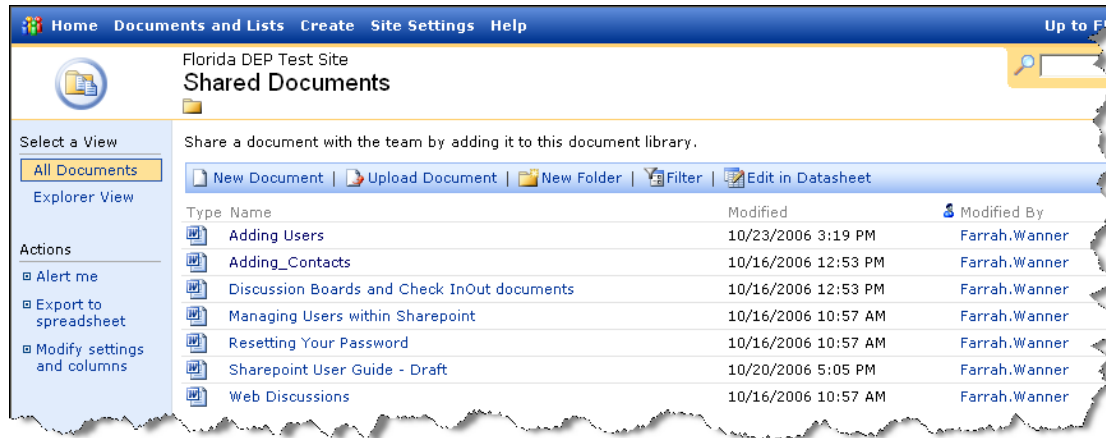 Home Documents and Lists Create Site Settings Help Up to
Florida DEP Test Site
Shared Documents
Select a View
All Documents
Explorer View
Actions
Alert me
Export to
spreadsheet
Modify settings
and columns
Share a document with the team by adding it to this document library.
New Document | Upload Document | New Folder | Filter | Edit in Datasheet
Type Name Modified Modified By
Adding Users 10/23/2006 3:19 PM Farrah.Wanner
Adding_Contacts 10/16/2006 12:53 PM Farrah.Wanner
Discussion Boards and Check InOut documents 10/16/2006 12:53 PM Farrah.Wanner
Managing Users within Sharepoint 10/16/2006 10:57 AM Farrah.Wanner
Resetting Your Password 10/16/2006 10:57 AM Farrah.Wanner
Sharepoint User Guide - Draft 10/20/2006 5:05 PM Farrah.Wanner
Web Discussions 10/16/2006 10:57 AM Farrah.Wanner